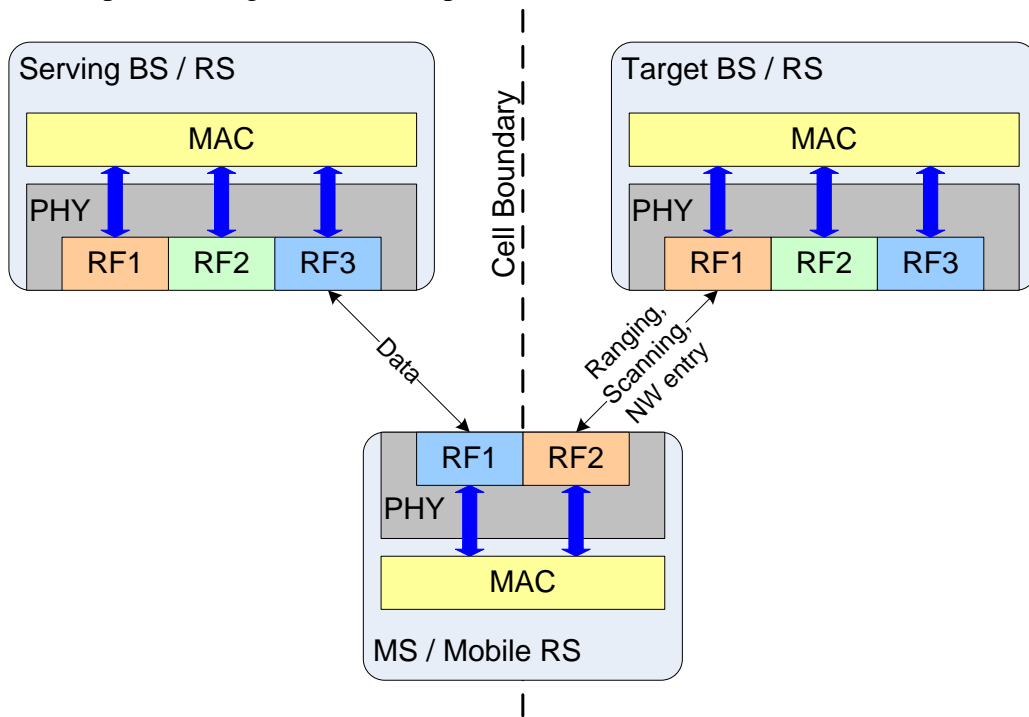 Serving BS / RS
MAC
PHY
RF1 RF2 RF3
Cell Boundary
Target BS / RS
MAC
PHY
RF1 RF2 RF3
Data
Ranging,
Scanning,
NW entry
RF1 RF2
PHY
MAC
MS / Mobile RS